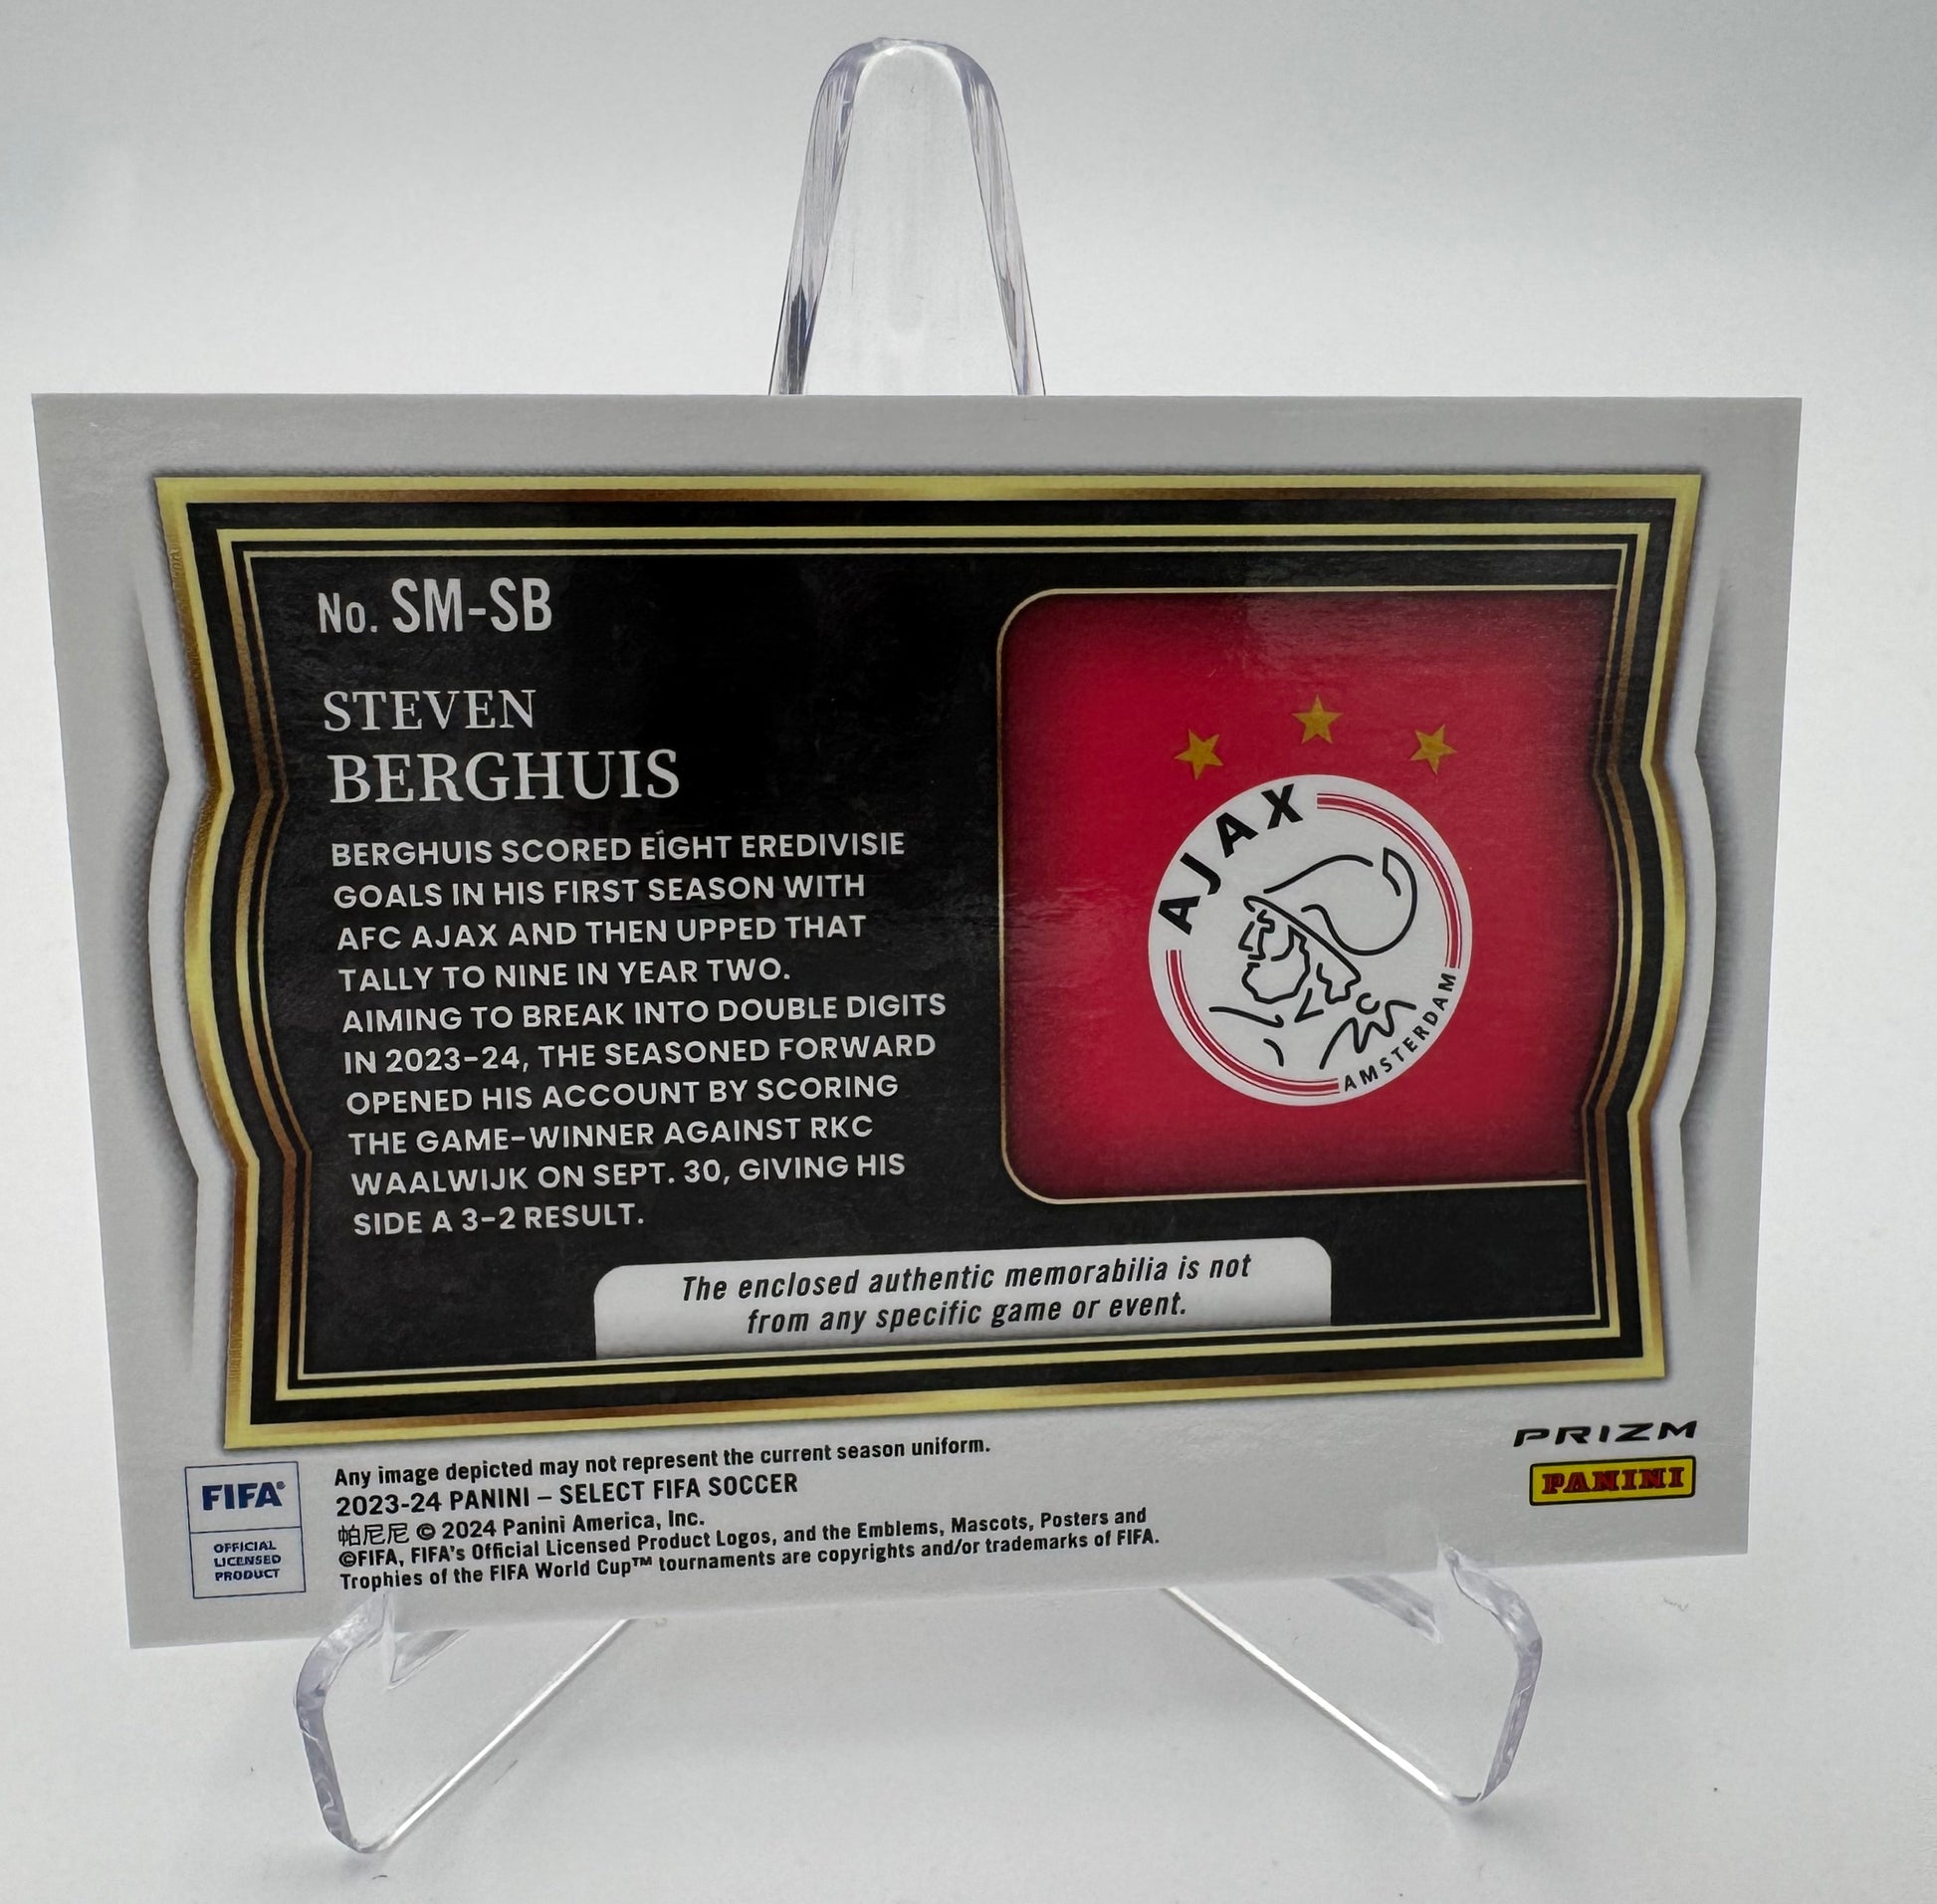 No. SM-SB
STEVEN
BERGHUIS
BERGHUIS SCORED EIGHT EREDIVISIE
GOALS IN HIS FIRST SEASON WITH
AFC AJAX AND THEN UPPED THAT
TALLY TO NINE IN YEAR TWO.
AIMING TO BREAK INTO DOUBLE DIGITS
IN 2023-24, THE SEASONED FORWARD
OPENED HIS ACCOUNT BY SCORING
THE GAME-WINNER AGAINST RKC
WAALWIJK ON SEPT. 30, GIVING HIS
SIDE A 3-2 RESULT.
AJAX
AMSTERDAM
The enclosed authentic memorabilia is not
from any specific game or event.
FIFA®
OFFICIAL
LICENSED
PRODUCT
Any image depicted may not represent the current season uniform.
2023-24 PANINI – SELECT FIFA SOCCER
帕尼尼 © 2024 Panini America, Inc.
©FIFA, FIFA's Official Licensed Product Logos, and the Emblems, Mascots, Posters and
Trophies of the FIFA World Cup™ tournaments are copyrights and/or trademarks of FIFA.
PRIZM
PANINI